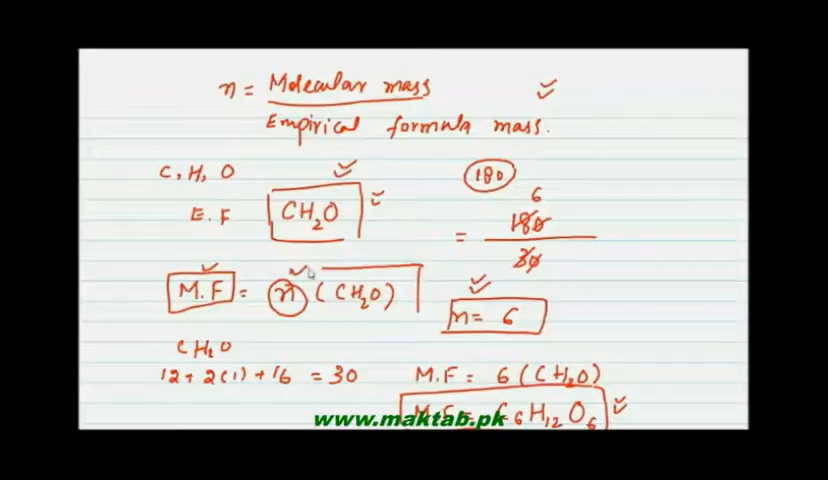 n = Molecular mass
Empirical formula mass.
C, H, O
180
E.F CH₂O
6
= 180
30
M.F = n (CH₂O)
n = 6
CH₂O
12 + 2(1) + 16 = 30
M.F = 6 (CH₂O)
M.F = C₆H₁₂O₆
www.maktab.pk